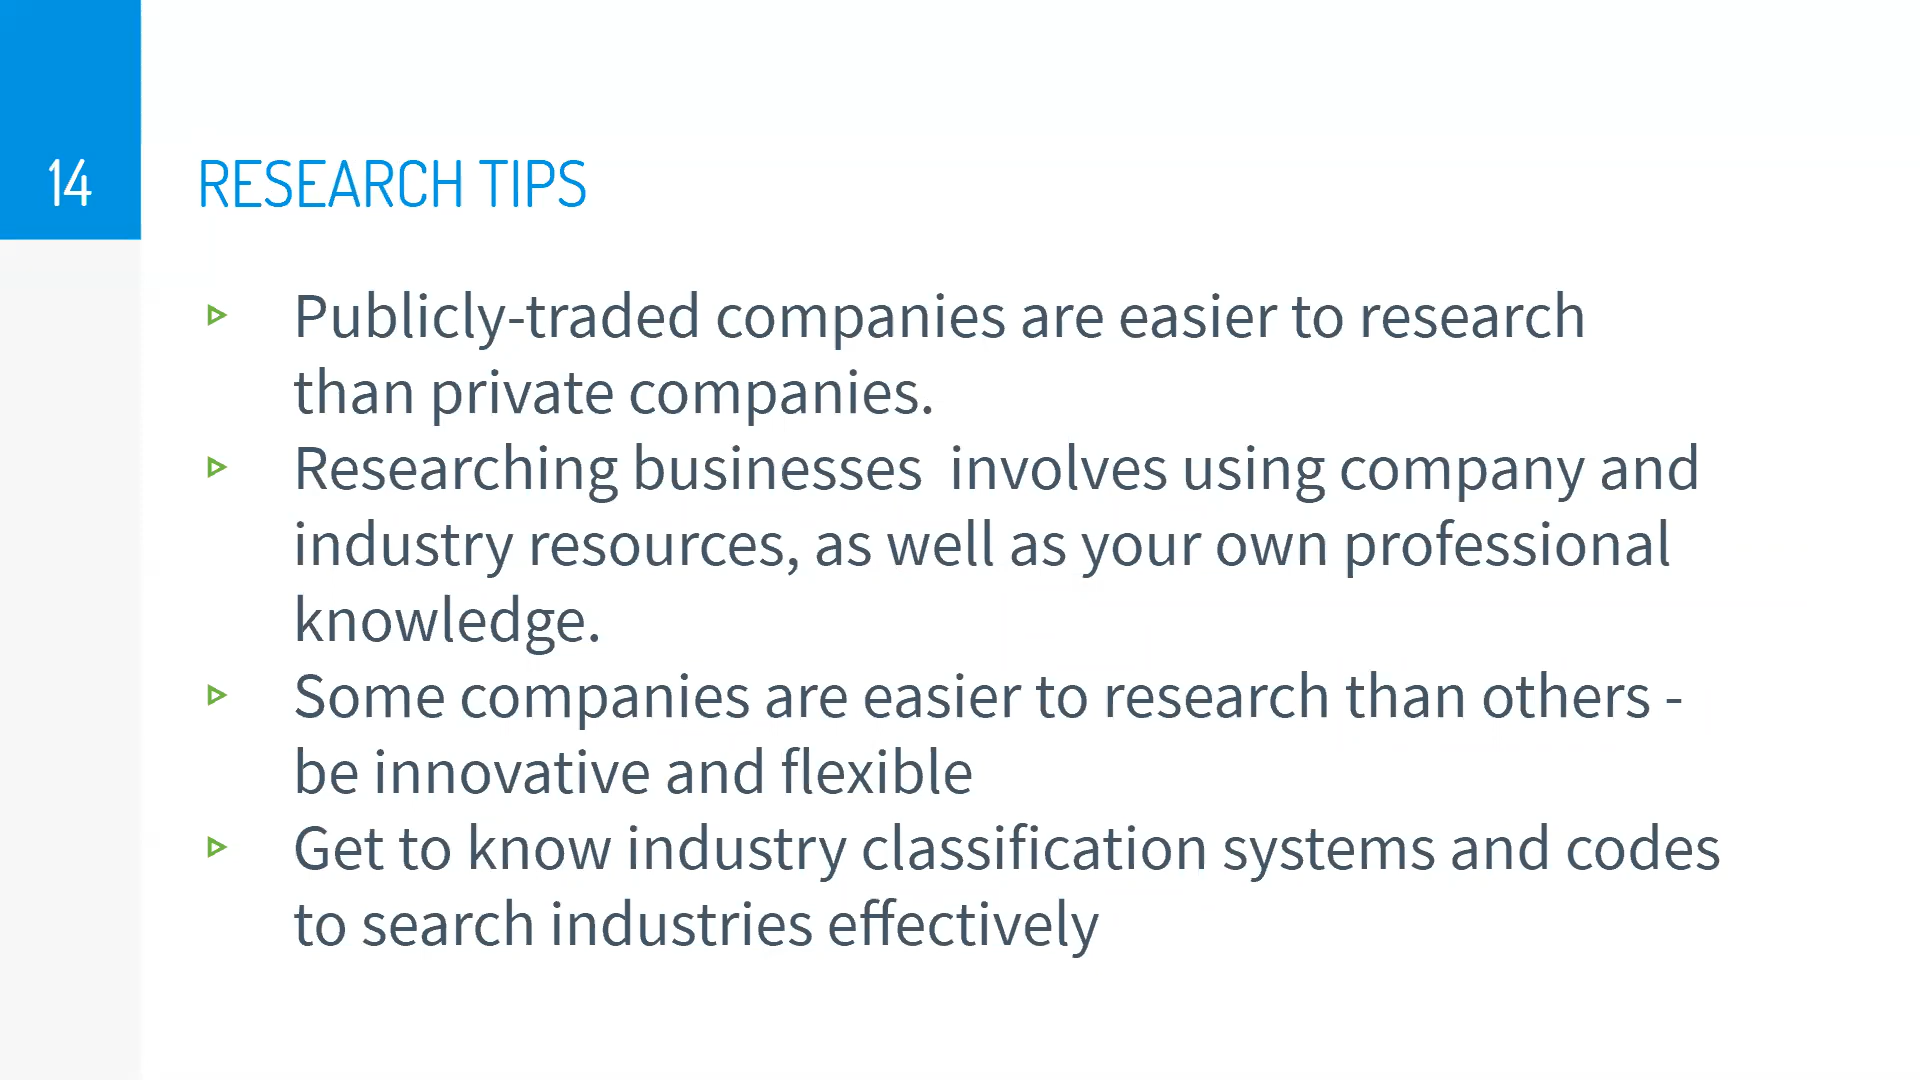 14
RESEARCH TIPS
Publicly-traded companies are easier to research
than private companies.
Researching businesses  involves using company and
industry resources, as well as your own professional
knowledge.
Some companies are easier to research than others -
be innovative and flexible
Get to know industry classification systems and codes
to search industries effectively